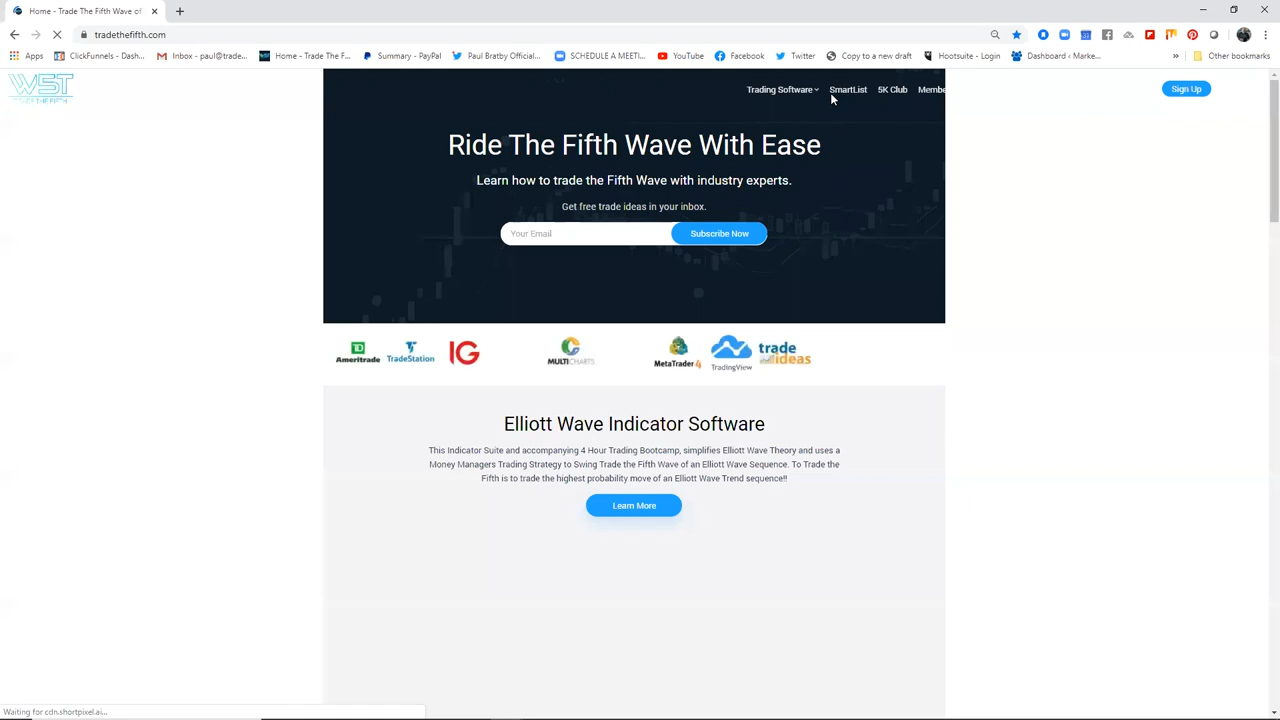 Home - Trade The Fifth Wave of
tradethefifth.com
Apps
ClickFunnels - Dash...
Inbox - paul@trade...
Home - Trade The F...
Summary - PayPal
Paul Bratby Official...
SCHEDULE A MEETI...
YouTube
Facebook
Twitter
Copy to a new draft
Hootsuite - Login
Dashboard ‹ Marke...
»
Other bookmarks
W5T
TRADE THE FIFTH
Trading Software
SmartList
5K Club
Membe
Sign Up
Ride The Fifth Wave With Ease
Learn how to trade the Fifth Wave with industry experts.
Get free trade ideas in your inbox.
Your Email
Subscribe Now
TD
Ameritrade
TradeStation
IG
MULTICHARTS
MetaTrader 4
TradingView
trade
ideas
Elliott Wave Indicator Software
This Indicator Suite and accompanying 4 Hour Trading Bootcamp, simplifies Elliott Wave Theory and uses a
Money Managers Trading Strategy to Swing Trade the Fifth Wave of an Elliott Wave Sequence. To Trade the
Fifth is to trade the highest probability move of an Elliott Wave Trend sequence!!
Learn More
Waiting for cdn.shortpixel.ai...